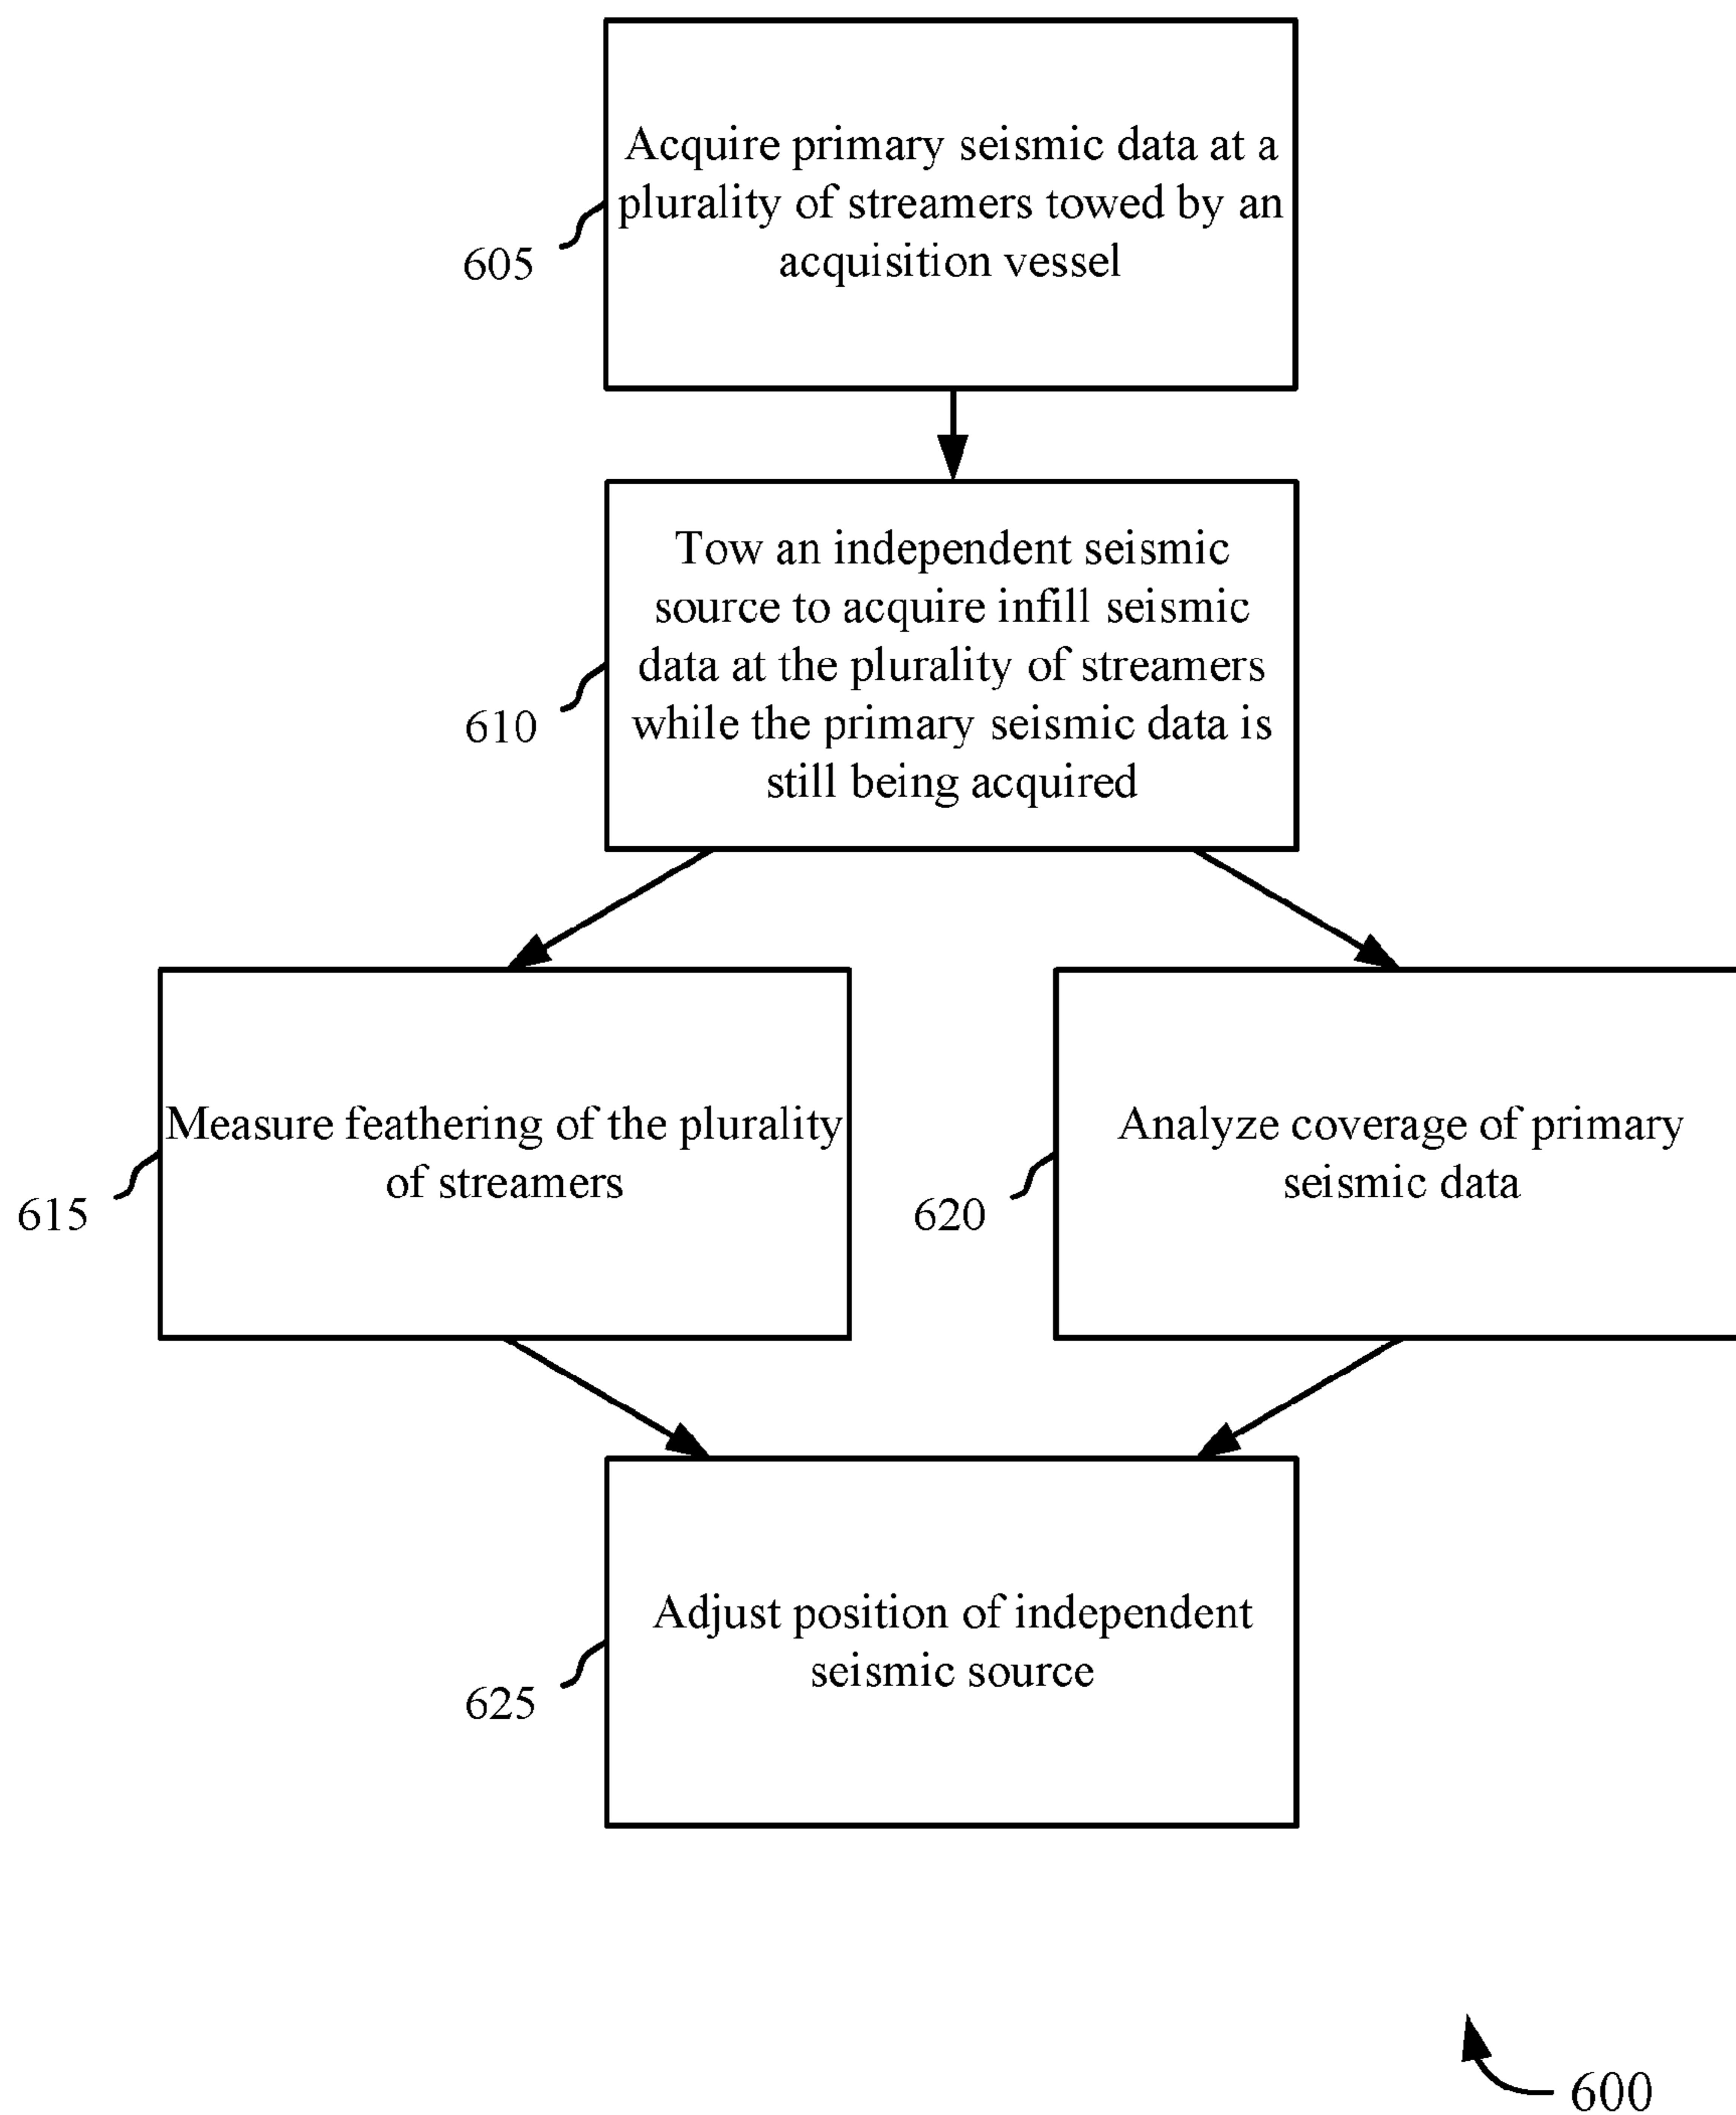 Acquire primary seismic data at a
plurality of streamers towed by an
acquisition vessel
605
Tow an independent seismic
source to acquire infill seismic
data at the plurality of streamers
while the primary seismic data is
still being acquired
610
Measure feathering of the plurality
of streamers
615
Analyze coverage of primary
seismic data
620
Adjust position of independent
seismic source
625
600